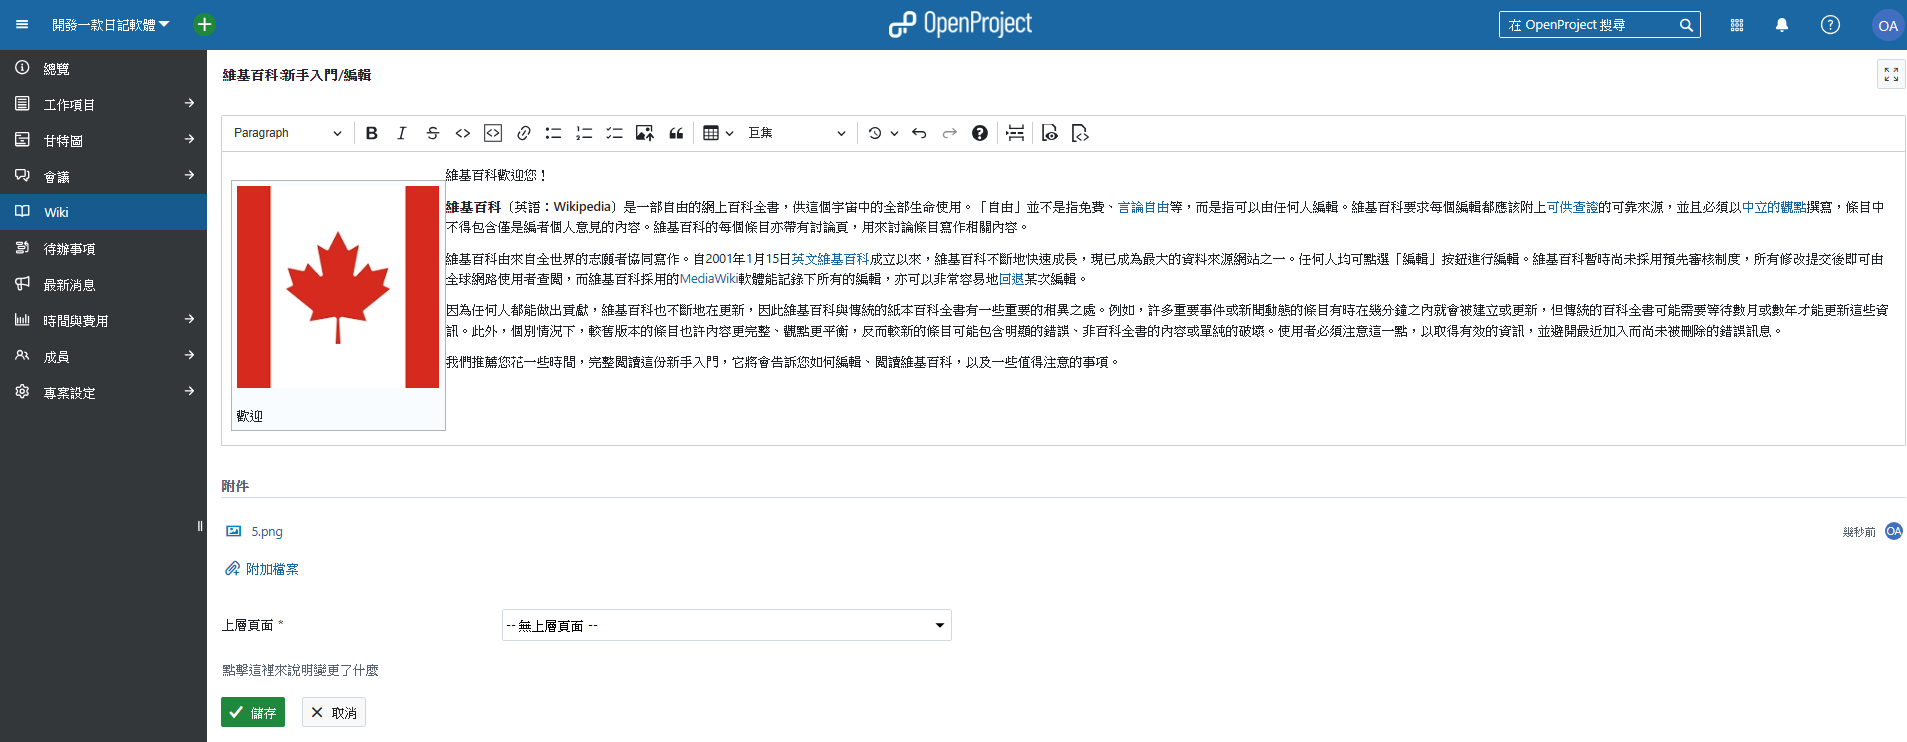 開發一款日記軟體
OpenProject
在 OpenProject 搜尋
OA
總覽
工作項目
甘特圖
會議
Wiki
待辦事項
最新消息
時間與費用
成員
專案設定
維基百科:新手入門/編輯
Paragraph
巨集
維基百科歡迎您！
維基百科（英語：Wikipedia）是一部自由的網上百科全書，供這個宇宙中的全部生命使用。「自由」並不是指免費、言論自由等，而是指可以由任何人編輯。維基百科要求每個編輯都應該附上可供查證的可靠來源，並且必須以中立的觀點撰寫，條目中
不得包含僅是編者個人意見的內容。維基百科的每個條目亦帶有討論頁，用來討論條目寫作相關內容。
維基百科由來自全世界的志願者協同寫作。自2001年1月15日英文維基百科成立以來，維基百科不斷地快速成長，現已成為最大的資料來源網站之一。任何人均可點選「編輯」按鈕進行編輯。維基百科暫時尚未採用預先審核制度，所有修改提交後即可由
全球網路使用者查閱，而維基百科採用的MediaWiki軟體能記錄下所有的編輯，亦可以非常容易地回退某次編輯。
因為任何人都能做出貢獻，維基百科也不斷地在更新，因此維基百科與傳統的紙本百科全書有一些重要的相異之處。例如，許多重要事件或新聞動態的條目有時在幾分鐘之內就會被建立或更新，但傳統的百科全書可能需要等待數月或數年才能更新這些資
訊。此外，個別情況下，較舊版本的條目也許內容更完整、觀點更平衡，反而較新的條目可能包含明顯的錯誤、非百科全書的內容或單純的破壞。使用者必須注意這一點，以取得有效的資訊，並避開最近加入而尚未被刪除的錯誤訊息。
我們推薦您花一些時間，完整閱讀這份新手入門，它將會告訴您如何編輯、閱讀維基百科，以及一些值得注意的事項。
歡迎
附件
5.png
幾秒前 OA
附加檔案
上層頁面 *
-- 無上層頁面 --
點擊這裡來說明變更了什麼
儲存
取消